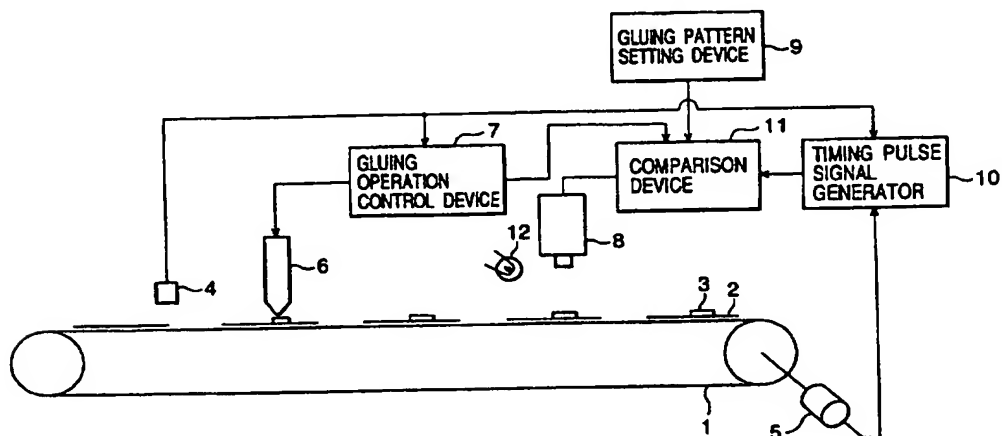 GLUING PATTERN
SETTING DEVICE
9
7
11
GLUING
OPERATION
CONTROL DEVICE
COMPARISON
DEVICE
TIMING PULSE
SIGNAL
GENERATOR
10
12
8
6
4
3
2
1
5